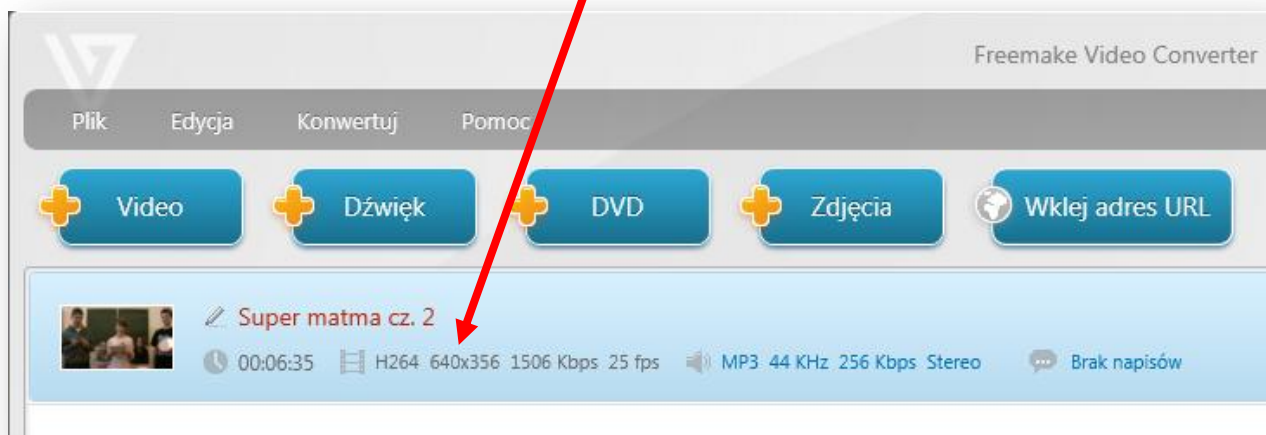 Freemake Video Converter
Plik Edycja Konwertuj Pomoc
Video Dźwięk DVD Zdjęcia Wklej adres URL
Super matma cz. 2
00:06:35 H264 640x356 1506 Kbps 25 fps MP3 44 KHz 256 Kbps Stereo Brak napisów